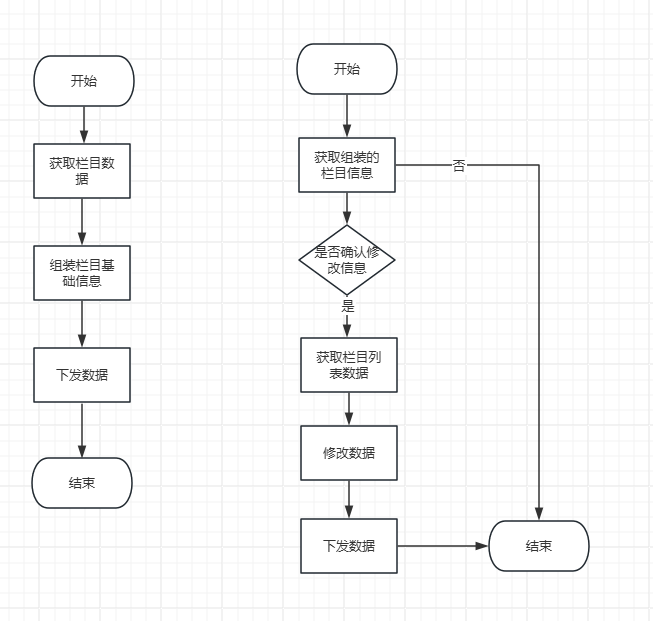 开始
获取栏目数
据
组装栏目基
础信息
下发数据
结束
开始
获取组装的
栏目信息
否
是否确认修
改信息
是
获取栏目列
表数据
修改数据
下发数据
结束